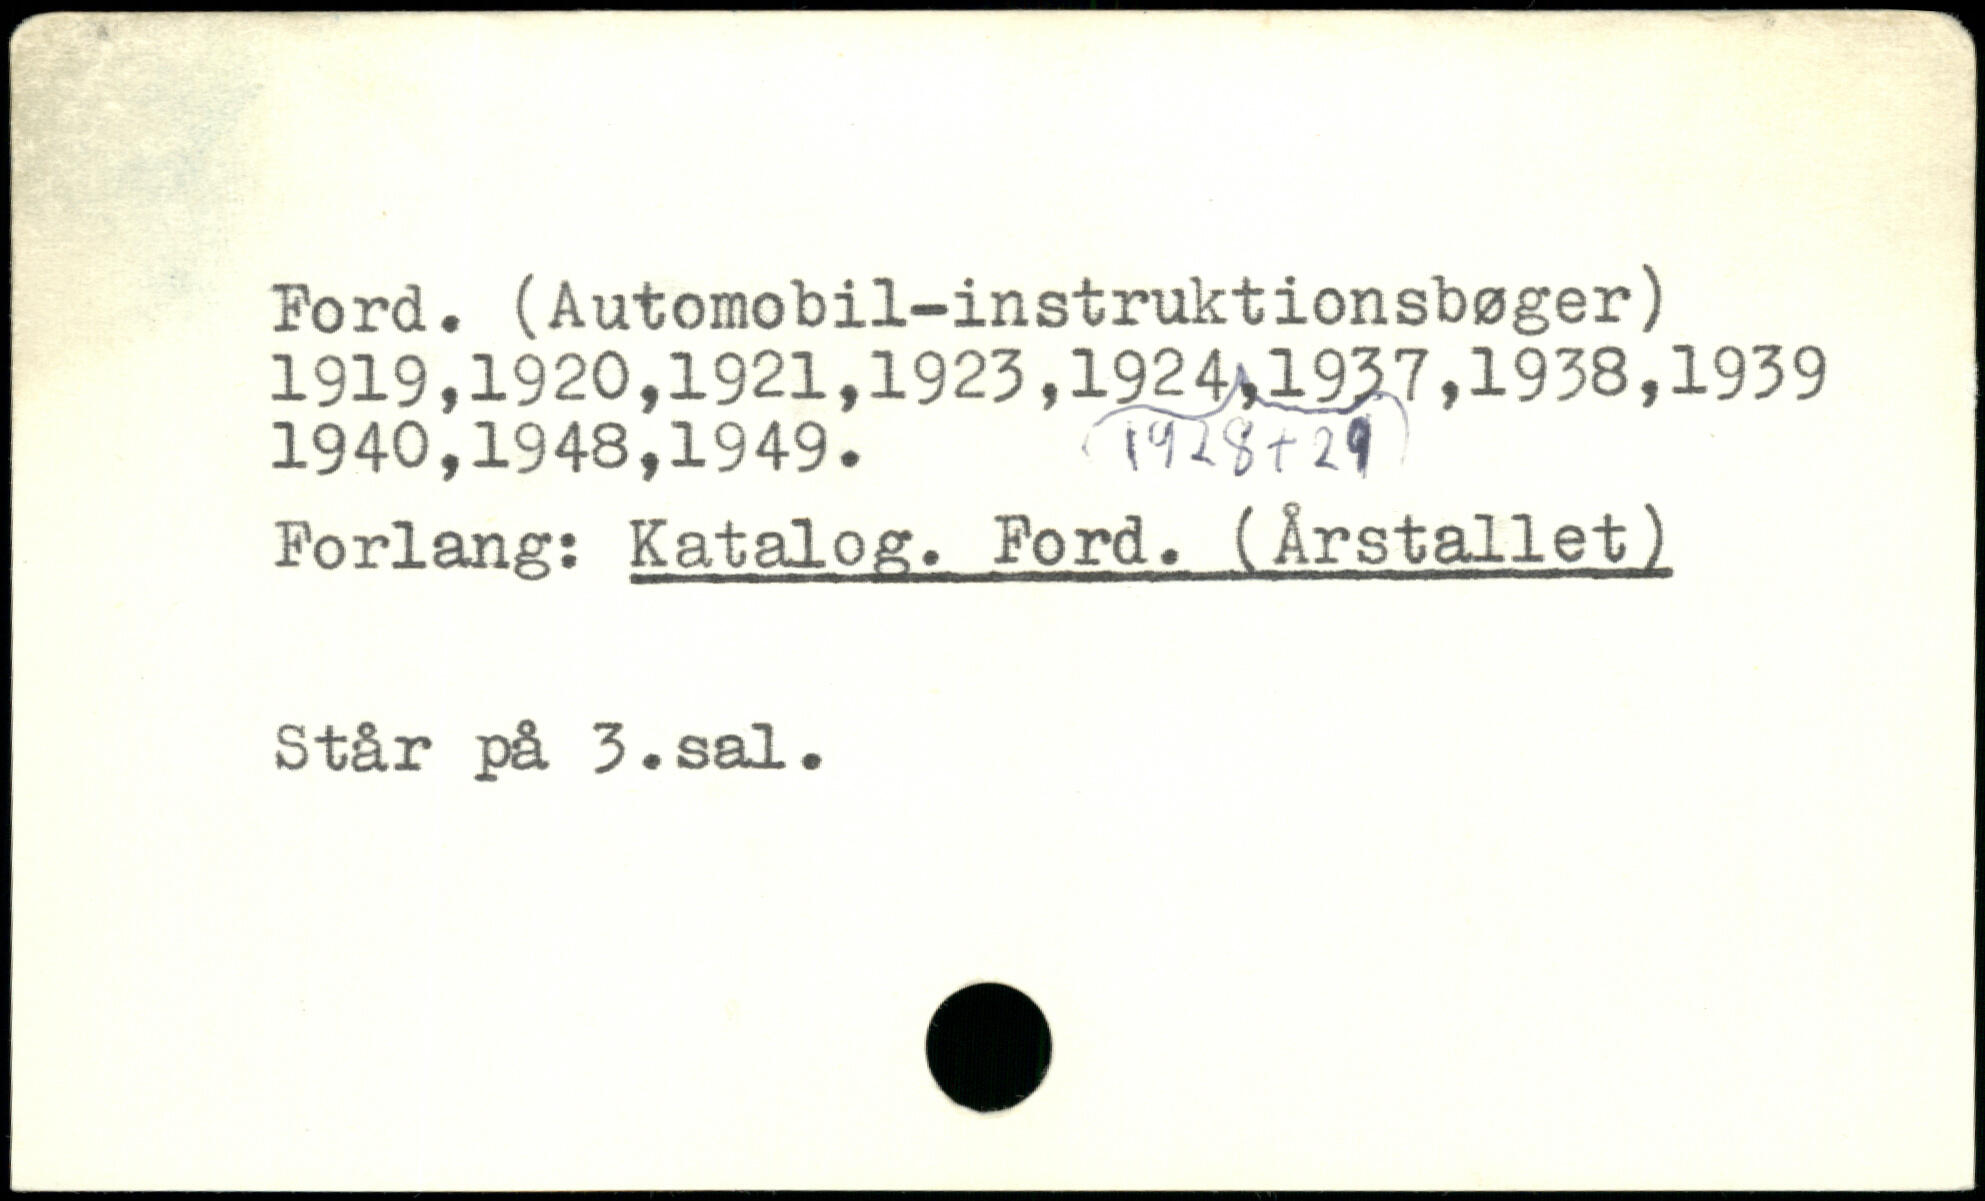 Ford. (Automobil-instruktionsbøger)
1919,1920,1921,1923,1924,1937,1938,1939
1928+29
1940,1948,1949.
Forlang: Katalog. Ford. (Årstallet)
Står på 3.sal.